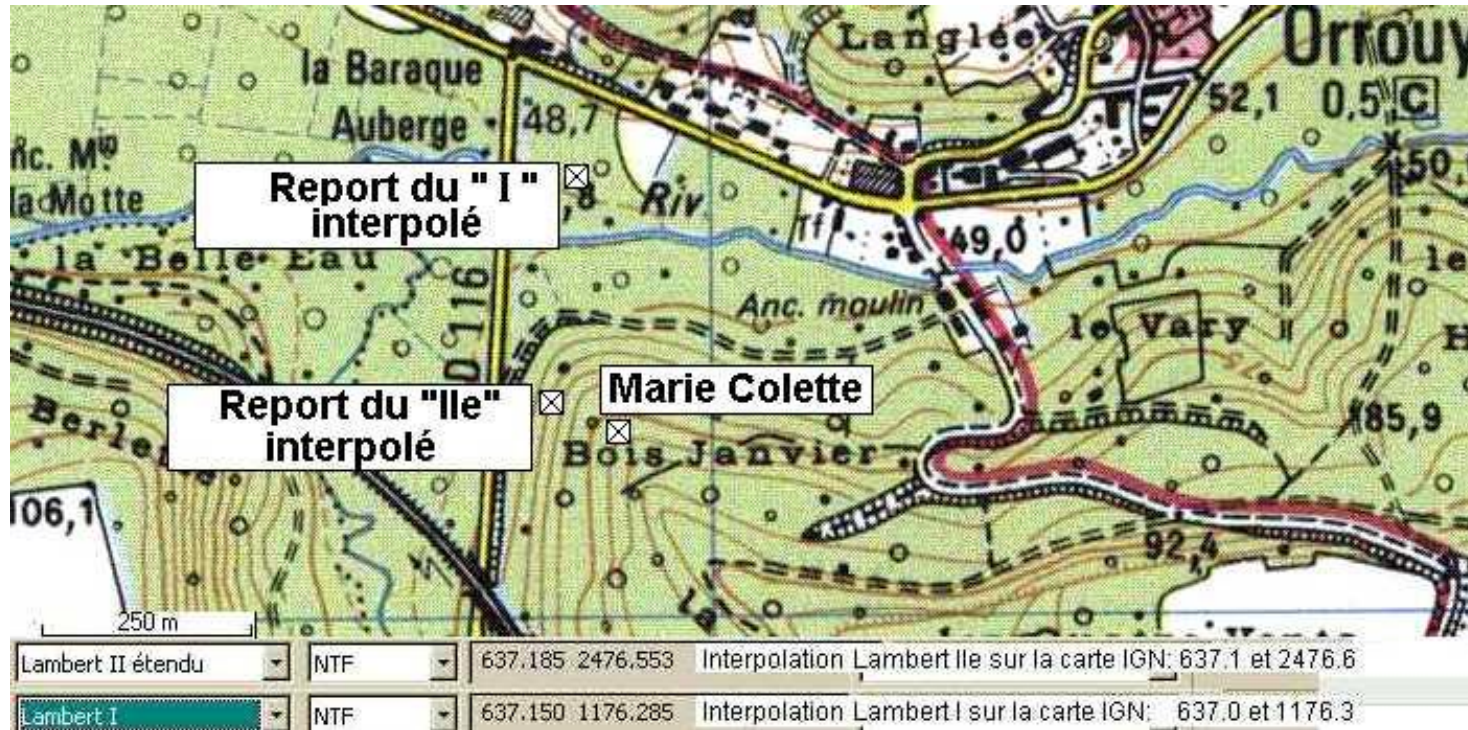 Langlée
Orrouy
la Baraque
Auberge
48,7
52,1
0,5
C
Report du " I "
interpolé
la Motte
Riv
Tf
49,0
la Belle Eau
D 116
Anc. moulin
le Vary
Marie Colette
Report du "IIe"
interpolé
Bois Janvier
85,9
106,1
92,4
250 m
Lambert II étendu
NTF
637.185 2476.553
Interpolation Lambert IIe sur la carte IGN: 637.1 et 2476.6
Lambert I
NTF
637.150 1176.285
Interpolation Lambert I sur la carte IGN: 637.0 et 1176.3